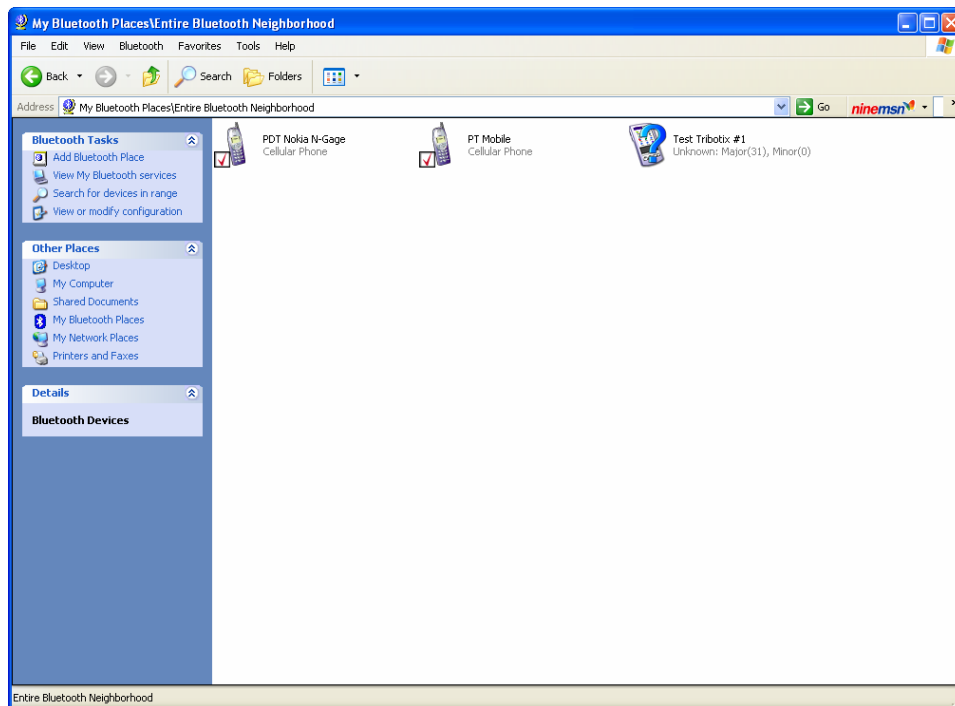 My Bluetooth Places\Entire Bluetooth Neighborhood
File Edit View Bluetooth Favorites Tools Help
Back Search Folders
Address My Bluetooth Places\Entire Bluetooth Neighborhood Go ninemsn
Bluetooth Tasks
Add Bluetooth Place
View My Bluetooth services
Search for devices in range
View or modify configuration
Other Places
Desktop
My Computer
Shared Documents
My Bluetooth Places
My Network Places
Printers and Faxes
Details
Bluetooth Devices
PDT Nokia N-Gage
Cellular Phone
PT Mobile
Cellular Phone
Test Tribotix #1
Unknown: Major(31), Minor(0)
Entire Bluetooth Neighborhood